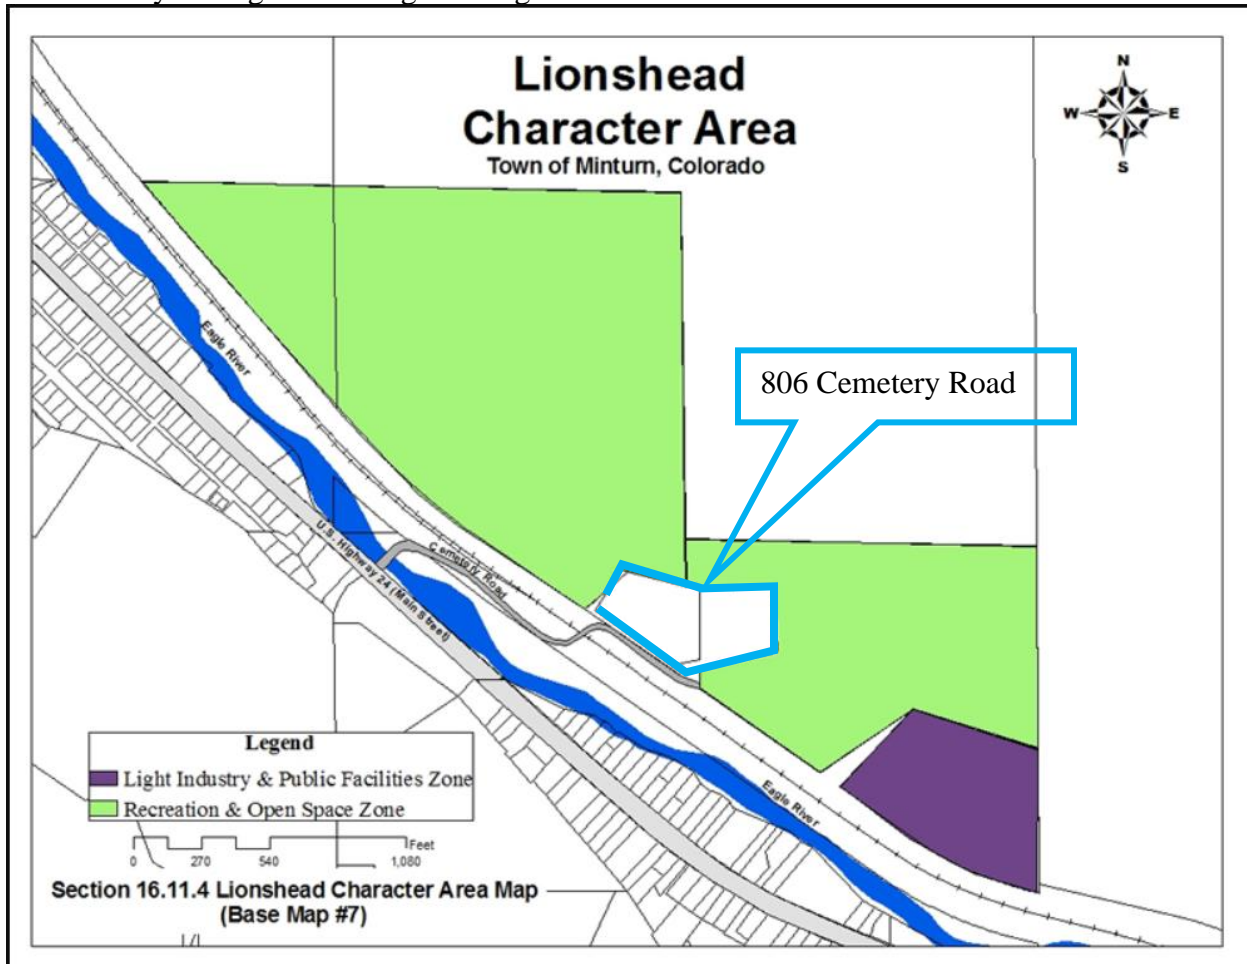 Lionshead
Character Area
Town of Minturn, Colorado
N
W E
S
806 Cemetery Road
Eagle River
Cemetery Road
U.S. Highway 24 (Main Street)
Eagle River
Legend
Light Industry & Public Facilities Zone
Recreation & Open Space Zone
Feet
0 270 540 1,080
Section 16.11.4 Lionshead Character Area Map
(Base Map #7)